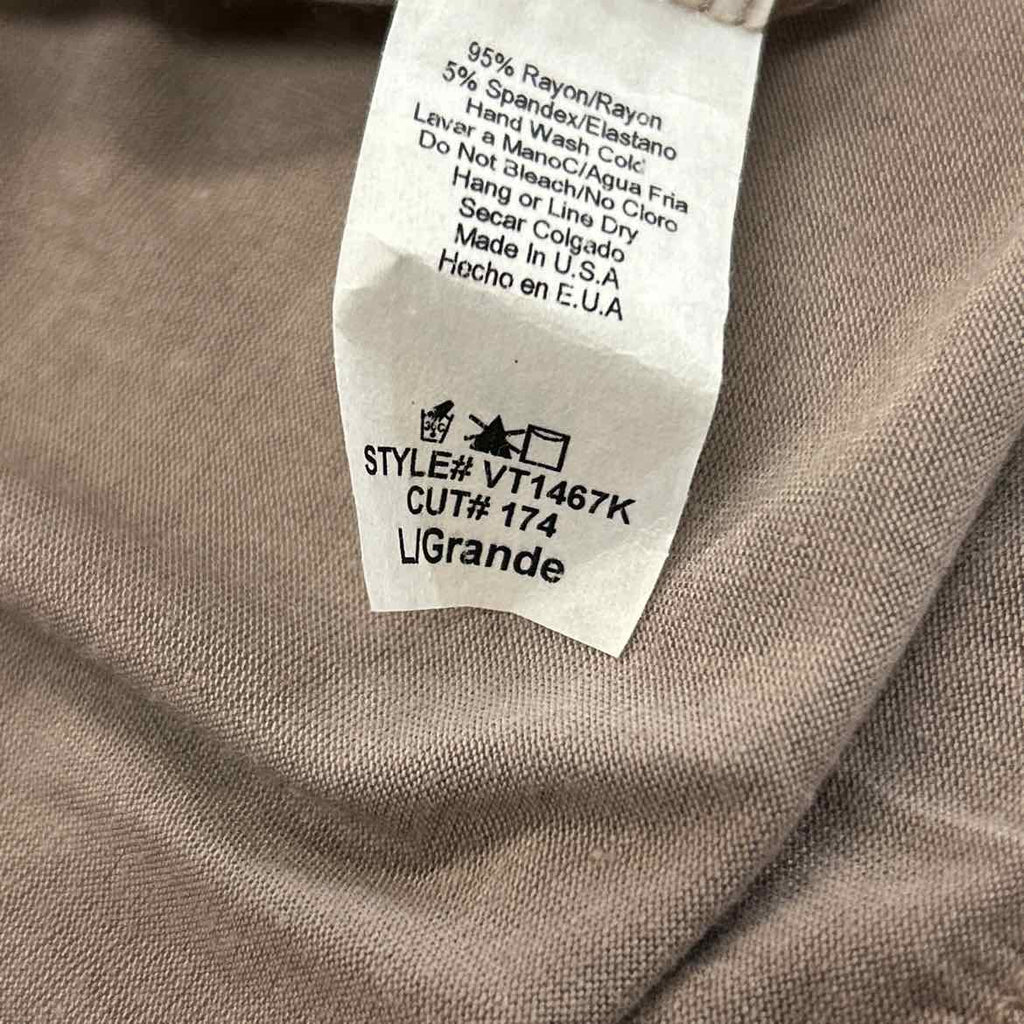 95% Rayon/Rayon
5% Spandex/Elastano
Hand Wash Cold
Lavar a ManoC/Agua Fria
Do Not Bleach/No Cloro
Hang or Line Dry
Secar Colgado
Made In U.S.A
Hecho en E.U.A
STYLE# VT1467K
CUT# 174
L/Grande